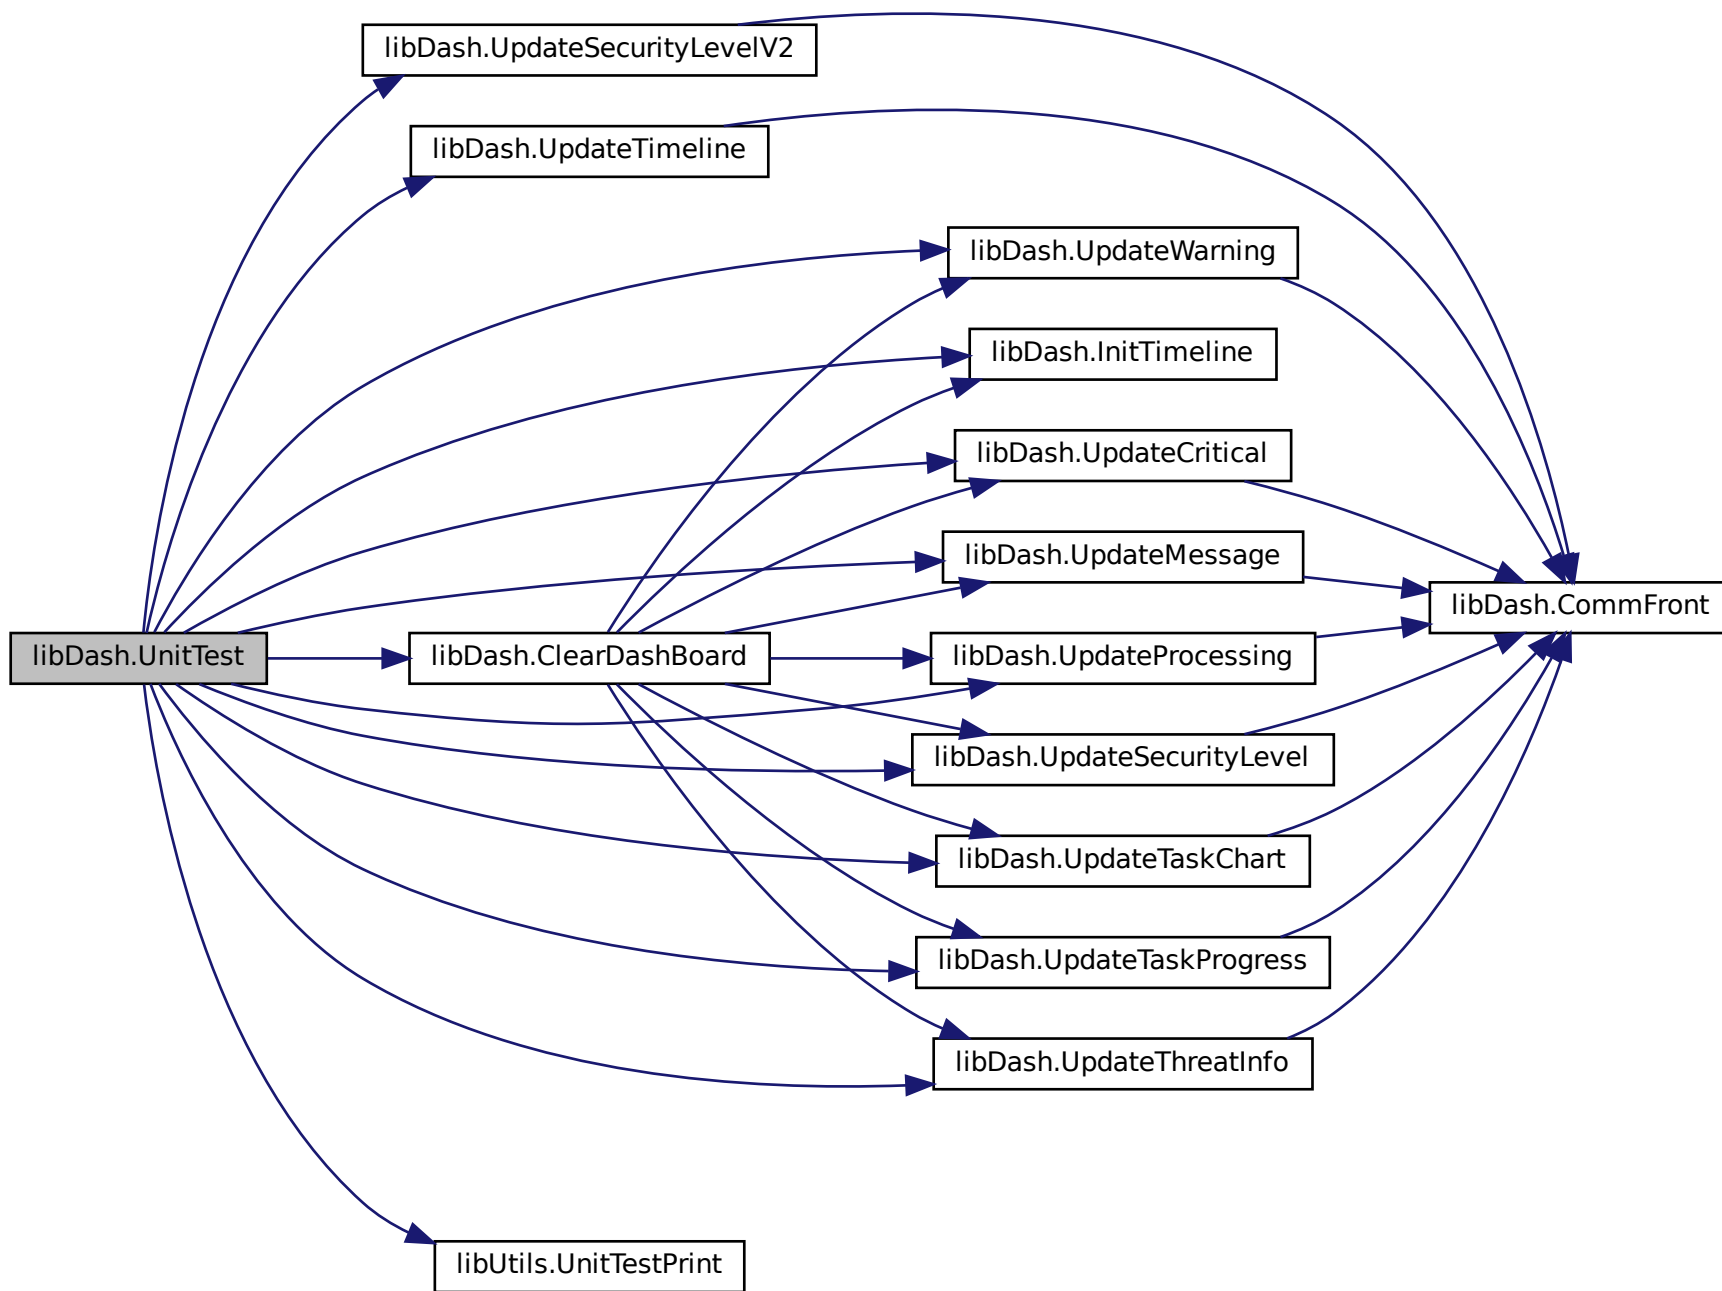 libDash.UpdateSecurityLevelV2
libDash.UpdateTimeline
libDash.UpdateWarning
libDash.InitTimeline
libDash.UpdateCritical
libDash.UpdateMessage
libDash.CommFront
libDash.UnitTest
libDash.ClearDashBoard
libDash.UpdateProcessing
libDash.UpdateSecurityLevel
libDash.UpdateTaskChart
libDash.UpdateTaskProgress
libDash.UpdateThreatInfo
libUtils.UnitTestPrint